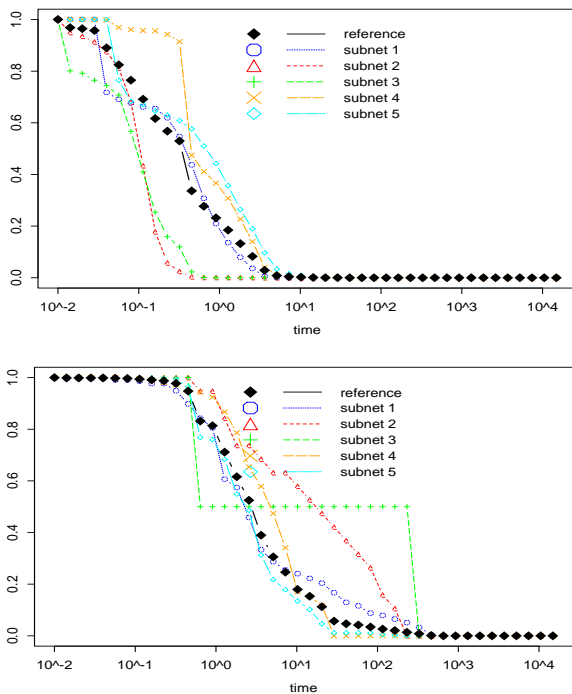 1.0
0.8
0.6
0.4
0.2
0.0
reference
subnet 1
subnet 2
subnet 3
subnet 4
subnet 5
10^-2 10^-1 10^0 10^1 10^2 10^3 10^4
time
1.0
0.8
0.6
0.4
0.2
0.0
reference
subnet 1
subnet 2
subnet 3
subnet 4
subnet 5
10^-2 10^-1 10^0 10^1 10^2 10^3 10^4
time